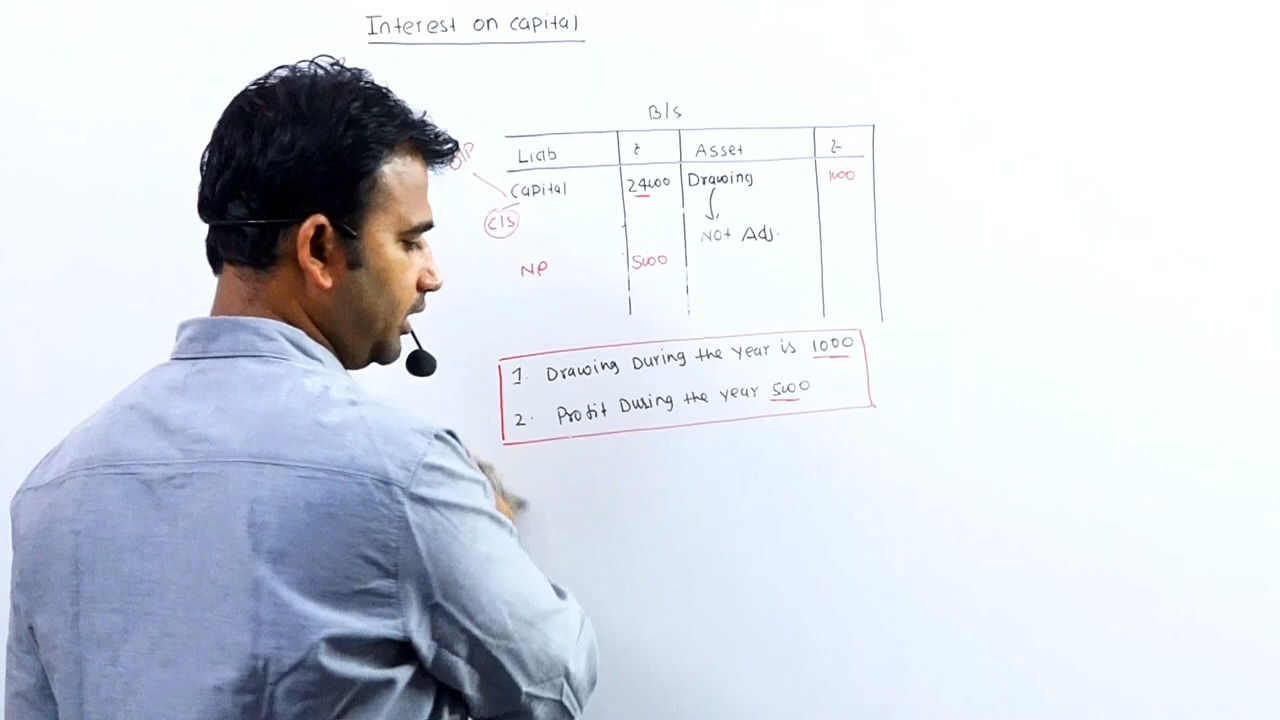 Interest on capital
B/s
Liab ₹ Asset ₹
Capital 24000 Drawing 1000
C/S
Not Adj.
NP 5000
1. Drawing During the year is 1000
2. Profit During the year 5000